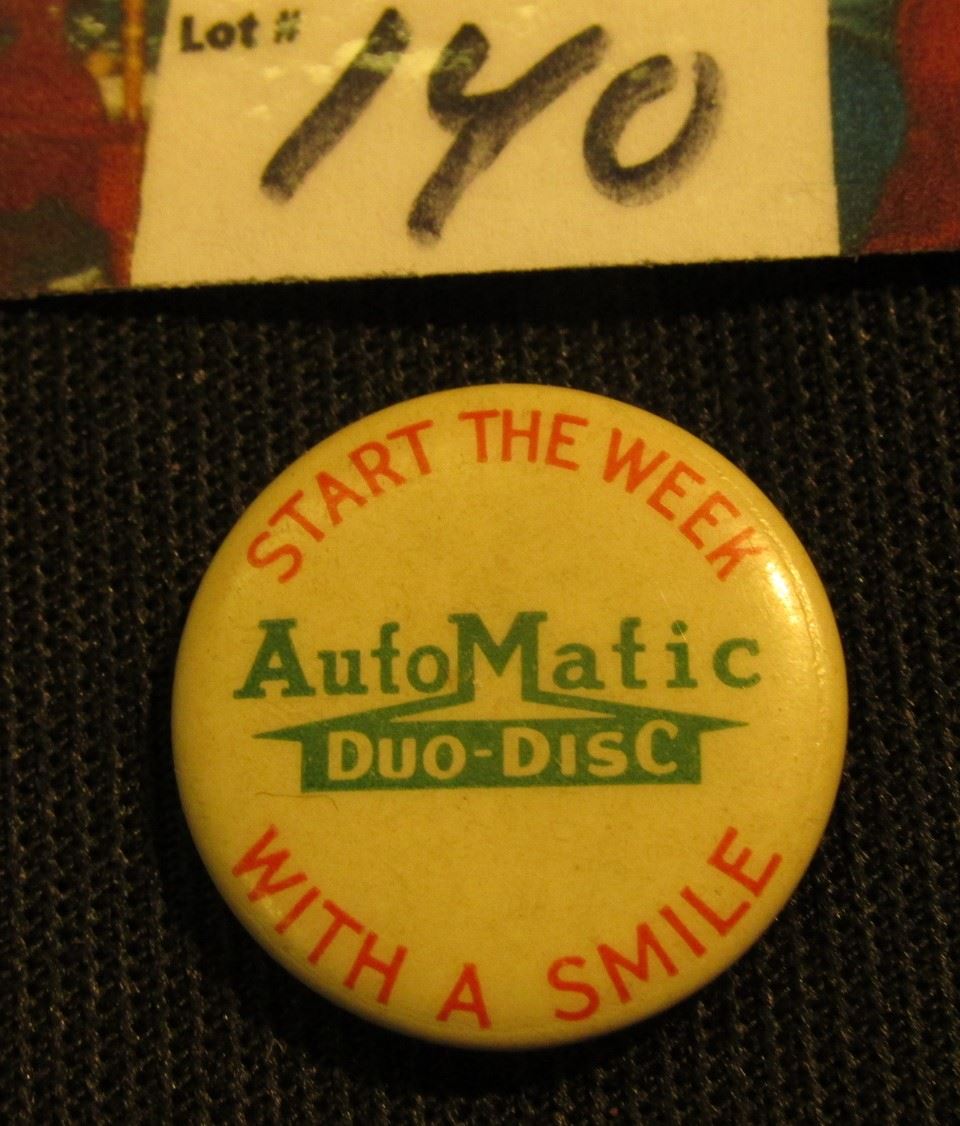 Lot # 140
START THE WEEK
AutoMatic
DUO-DISC
WITH A SMILE